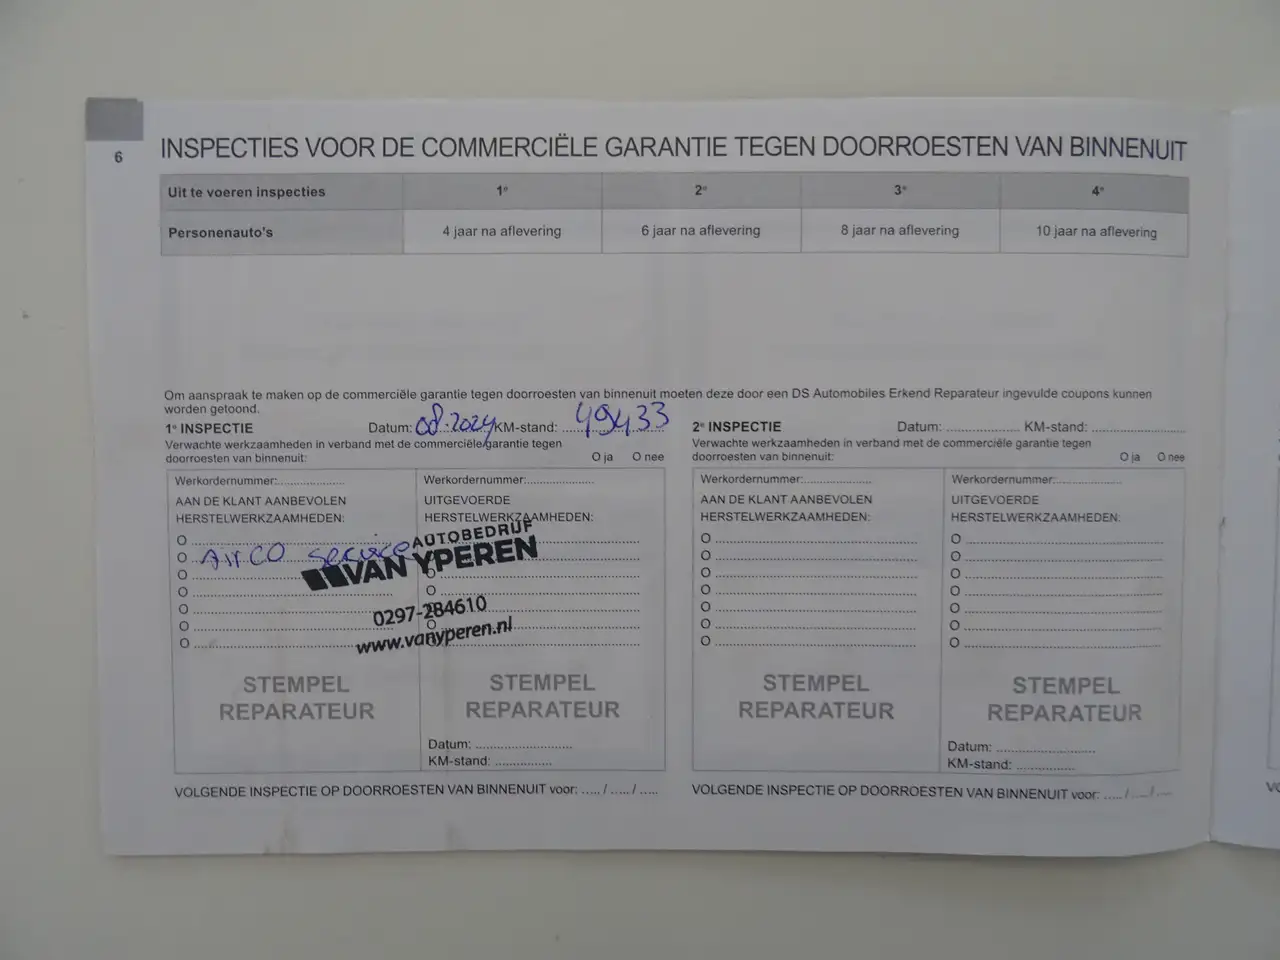 6
INSPECTIES VOOR DE COMMERCIËLE GARANTIE TEGEN DOORROESTEN VAN BINNENUIT
Uit te voeren inspecties 1e 2e 3e 4e
Personenauto's 4 jaar na aflevering 6 jaar na aflevering 8 jaar na aflevering 10 jaar na aflevering
Om aanspraak te maken op de commerciële garantie tegen doorroesten van binnenuit moeten deze door een DS Automobiles Erkend Reparateur ingevulde coupons kunnen
worden getoond.
1e INSPECTIE Datum: 08-2024 KM-stand: 49433
Verwachte werkzaamheden in verband met de commerciële garantie tegen
doorroesten van binnenuit: O ja O nee
Werkordernummer:....................
AAN DE KLANT AANBEVOLEN
HERSTELWERKZAAMHEDEN:
Airco service
STEMPEL
REPARATEUR
Werkordernummer:....................
UITGEVOERDE
HERSTELWERKZAAMHEDEN:
AUTOBEDRIJF
VAN YPEREN
0297-284610
www.vanyperen.nl
STEMPEL
REPARATEUR
Datum: ..........................
KM-stand: ...............
VOLGENDE INSPECTIE OP DOORROESTEN VAN BINNENUIT voor: ..... / ..... / .....
2e INSPECTIE Datum: .................... KM-stand: .........................
Verwachte werkzaamheden in verband met de commerciële garantie tegen
doorroesten van binnenuit: O ja O nee
Werkordernummer:....................
AAN DE KLANT AANBEVOLEN
HERSTELWERKZAAMHEDEN:
STEMPEL
REPARATEUR
Werkordernummer:....................
UITGEVOERDE
HERSTELWERKZAAMHEDEN:
STEMPEL
REPARATEUR
Datum: ..........................
KM-stand: ...............
VOLGENDE INSPECTIE OP DOORROESTEN VAN BINNENUIT voor: ..... / ..... / .....